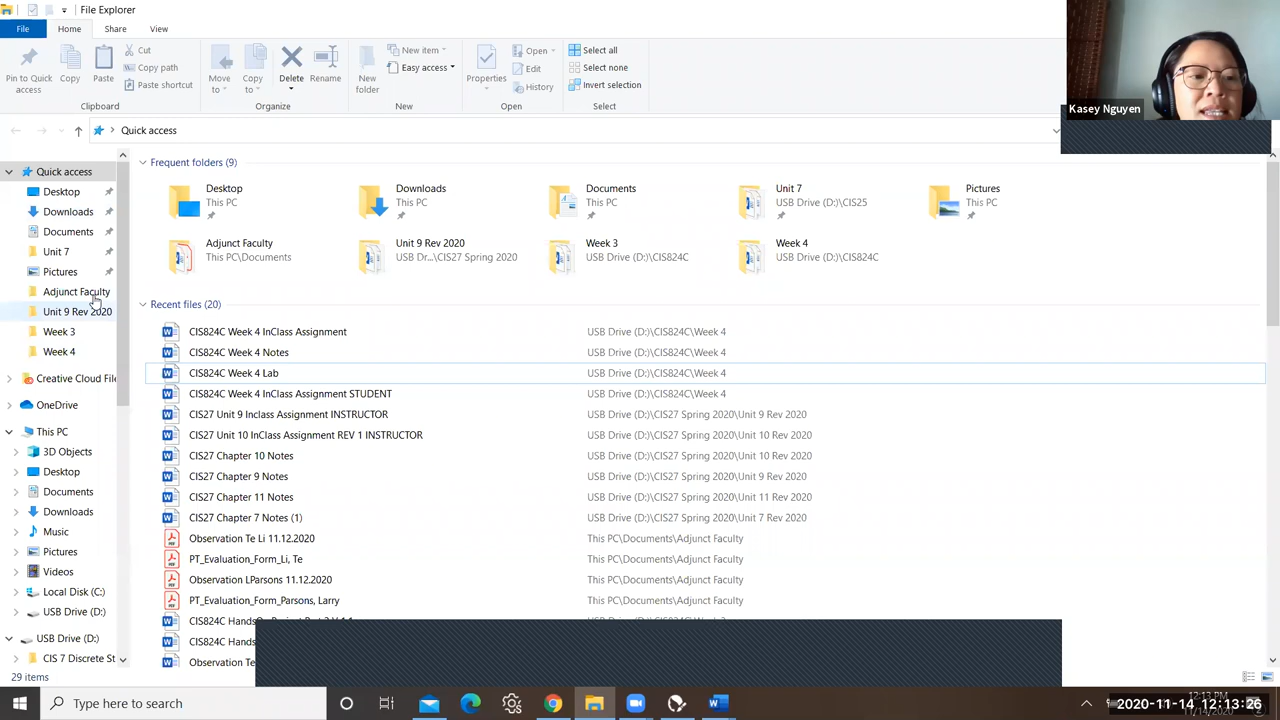 File Explorer
File
Home
Share
View
Pin to Quick access
Copy
Paste
Cut
Copy path
Paste shortcut
Clipboard
Move to
Copy to
Delete
Rename
Organize
New folder
New item
Easy access
New
Properties
Open
Edit
History
Open
Select all
Select none
Invert selection
Select
Kasey Nguyen
Quick access
Quick access
Desktop
Downloads
Documents
Unit 7
Pictures
Adjunct Faculty
Unit 9 Rev 2020
Week 3
Week 4
Creative Cloud File
OneDrive
This PC
3D Objects
Desktop
Documents
Downloads
Music
Pictures
Videos
Local Disk (C:)
USB Drive (D:)
USB Drive (D:)
CIS 7 Discrete St
Frequent folders (9)
Desktop
This PC
Downloads
This PC
Documents
This PC
Unit 7
USB Drive (D:)\CIS25
Pictures
This PC
Adjunct Faculty
This PC\Documents
Unit 9 Rev 2020
USB Dr...\CIS27 Spring 2020
Week 3
USB Drive (D:)\CIS824C
Week 4
USB Drive (D:)\CIS824C
Recent files (20)
CIS824C Week 4 InClass Assignment USB Drive (D:)\CIS824C\Week 4
CIS824C Week 4 Notes USB Drive (D:)\CIS824C\Week 4
CIS824C Week 4 Lab USB Drive (D:)\CIS824C\Week 4
CIS824C Week 4 InClass Assignment STUDENT USB Drive (D:)\CIS824C\Week 4
CIS27 Unit 9 Inclass Assignment INSTRUCTOR USB Drive (D:)\CIS27 Spring 2020\Unit 9 Rev 2020
CIS27 Unit 10 InClass Assignment REV 1 INSTRUCTOR USB Drive (D:)\CIS27 Spring 2020\Unit 10 Rev 2020
CIS27 Chapter 10 Notes USB Drive (D:)\CIS27 Spring 2020\Unit 10 Rev 2020
CIS27 Chapter 9 Notes USB Drive (D:)\CIS27 Spring 2020\Unit 9 Rev 2020
CIS27 Chapter 11 Notes USB Drive (D:)\CIS27 Spring 2020\Unit 11 Rev 2020
CIS27 Chapter 7 Notes (1) USB Drive (D:)\CIS27 Spring 2020\Unit 7 Rev 2020
Observation Te Li 11.12.2020 This PC\Documents\Adjunct Faculty
PT_Evaluation_Form_Li, Te This PC\Documents\Adjunct Faculty
Observation LParsons 11.12.2020 This PC\Documents\Adjunct Faculty
PT_Evaluation_Form_Parsons, Larry This PC\Documents\Adjunct Faculty
CIS824C
CIS824C Hands
Observation Te
29 items
Type here to search
12:13 PM
11/14/2020
2020-11-14 12:13:26